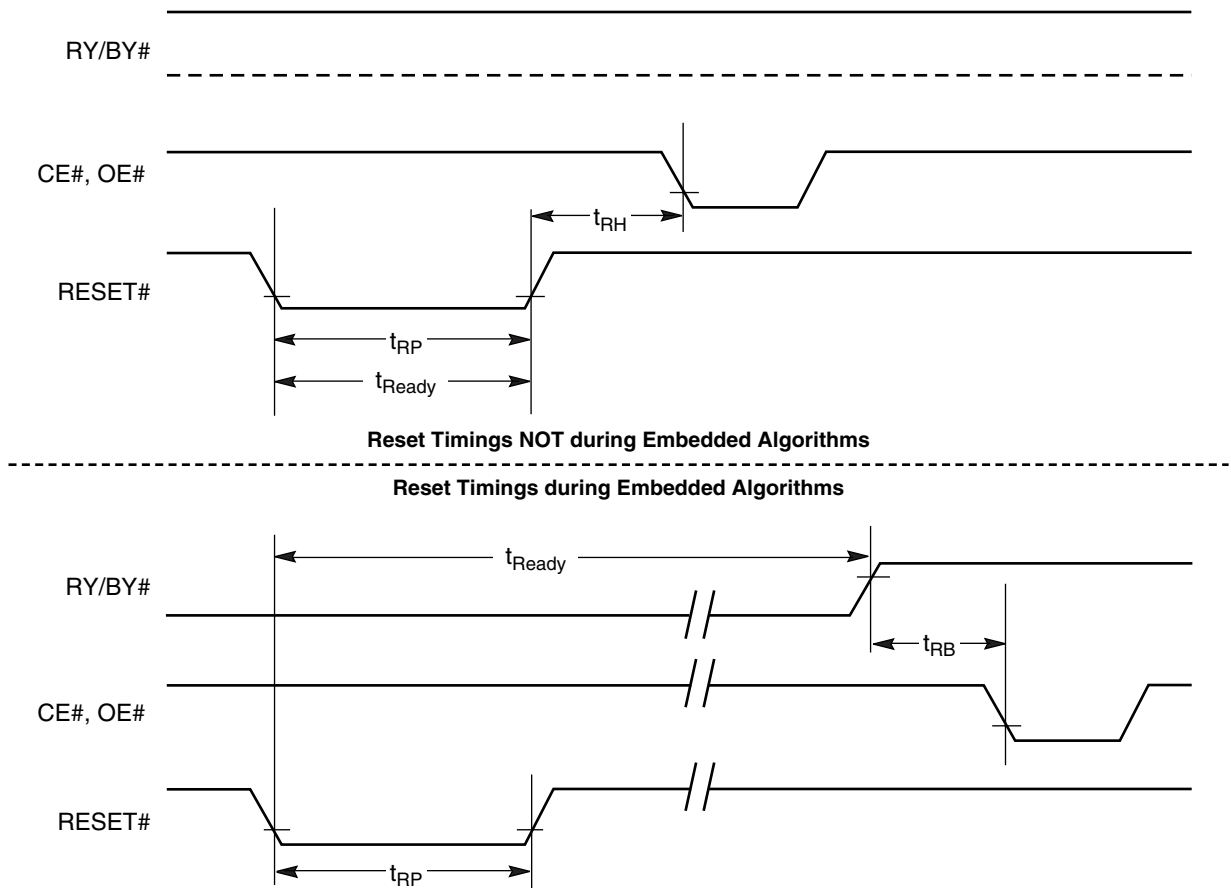 RY/BY#
CE#, OE#
tRH
RESET#
tRP
tReady
Reset Timings NOT during Embedded Algorithms
Reset Timings during Embedded Algorithms
tReady
RY/BY#
tRB
CE#, OE#
RESET#
tRP